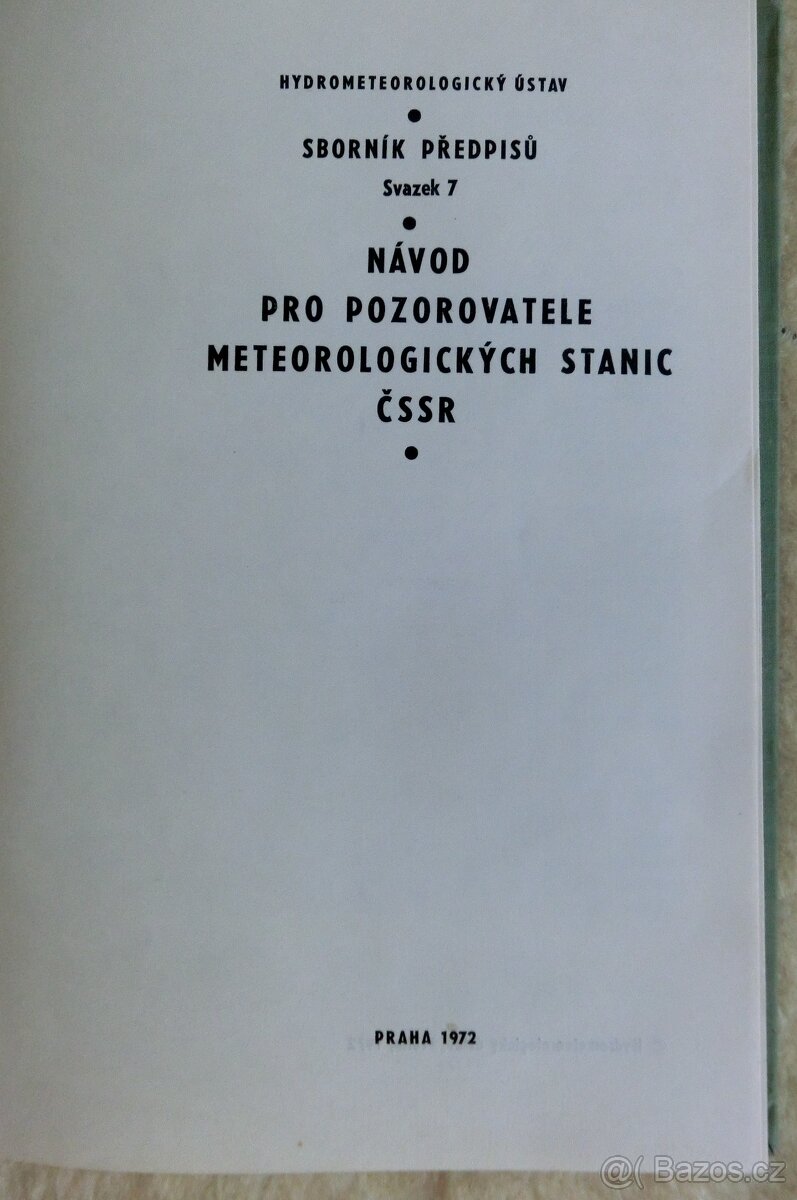 HYDROMETEOROLOGICKÝ ÚSTAV
SBORNÍK PŘEDPISŮ
Svazek 7
NÁVOD
PRO POZOROVATELE
METEOROLOGICKÝCH STANIC
ČSSR
PRAHA 1972
@( Bazos.cz